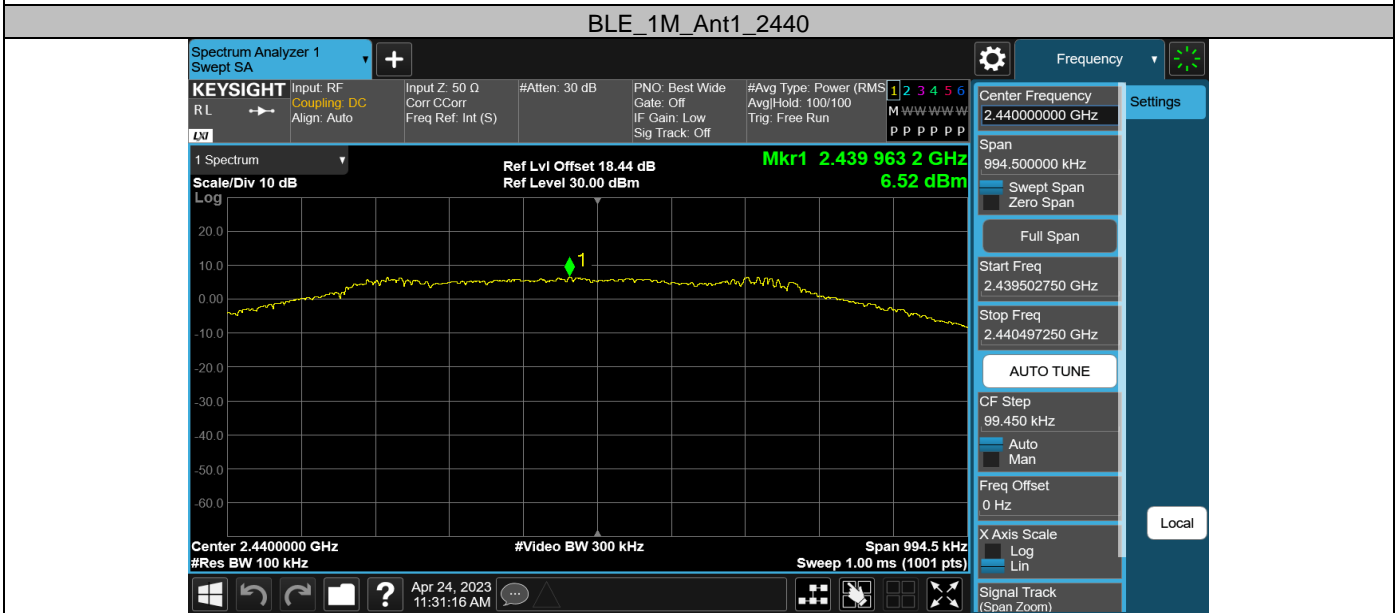 BLE_1M_Ant1_2440
Spectrum Analyzer 1
Swept SA
+
Frequency
KEYSIGHT
R L
LXI
Input: RF
Coupling: DC
Align: Auto
Input Z: 50 Ω
Corr CCorr
Freq Ref: Int (S)
#Atten: 30 dB
PNO: Best Wide
Gate: Off
IF Gain: Low
Sig Track: Off
#Avg Type: Power (RMS
Avg|Hold: 100/100
Trig: Free Run
1 2 3 4 5 6
M W W W W W
P P P P P P
Center Frequency
2.440000000 GHz
Settings
Span
994.500000 kHz
Swept Span
Zero Span
Full Span
Start Freq
2.439502750 GHz
Stop Freq
2.440497250 GHz
AUTO TUNE
CF Step
99.450 kHz
Auto
Man
Freq Offset
0 Hz
X Axis Scale
Log
Lin
Signal Track
(Span Zoom)
Local
1 Spectrum
Scale/Div 10 dB
Log
Ref Lvl Offset 18.44 dB
Ref Level 30.00 dBm
Mkr1 2.439 963 2 GHz
6.52 dBm
1
20.0
10.0
0.00
-10.0
-20.0
-30.0
-40.0
-50.0
-60.0
Center 2.4400000 GHz
#Video BW 300 kHz
Span 994.5 kHz
#Res BW 100 kHz
Sweep 1.00 ms (1001 pts)
?
Apr 24, 2023
11:31:16 AM